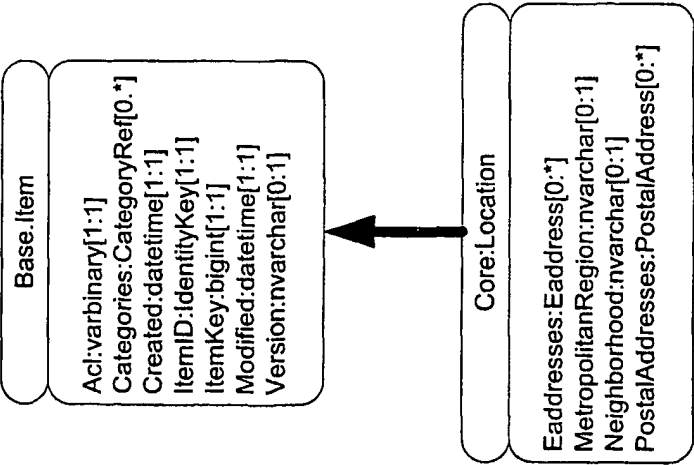 Base.Item
Acl:varbinary[1:1]
Categories:CategoryRef[0.*]
Created:datetime[1:1]
ItemID:IdentityKey[1:1]
ItemKey:bigint[1:1]
Modified:datetime[1:1]
Version:nvarchar[0:1]
Core:Location
Eaddresses:Eaddress[0:*]
MetropolitanRegion:nvarchar[0:1]
Neighborhood:nvarchar[0:1]
PostalAddresses:PostalAddress[0:*]